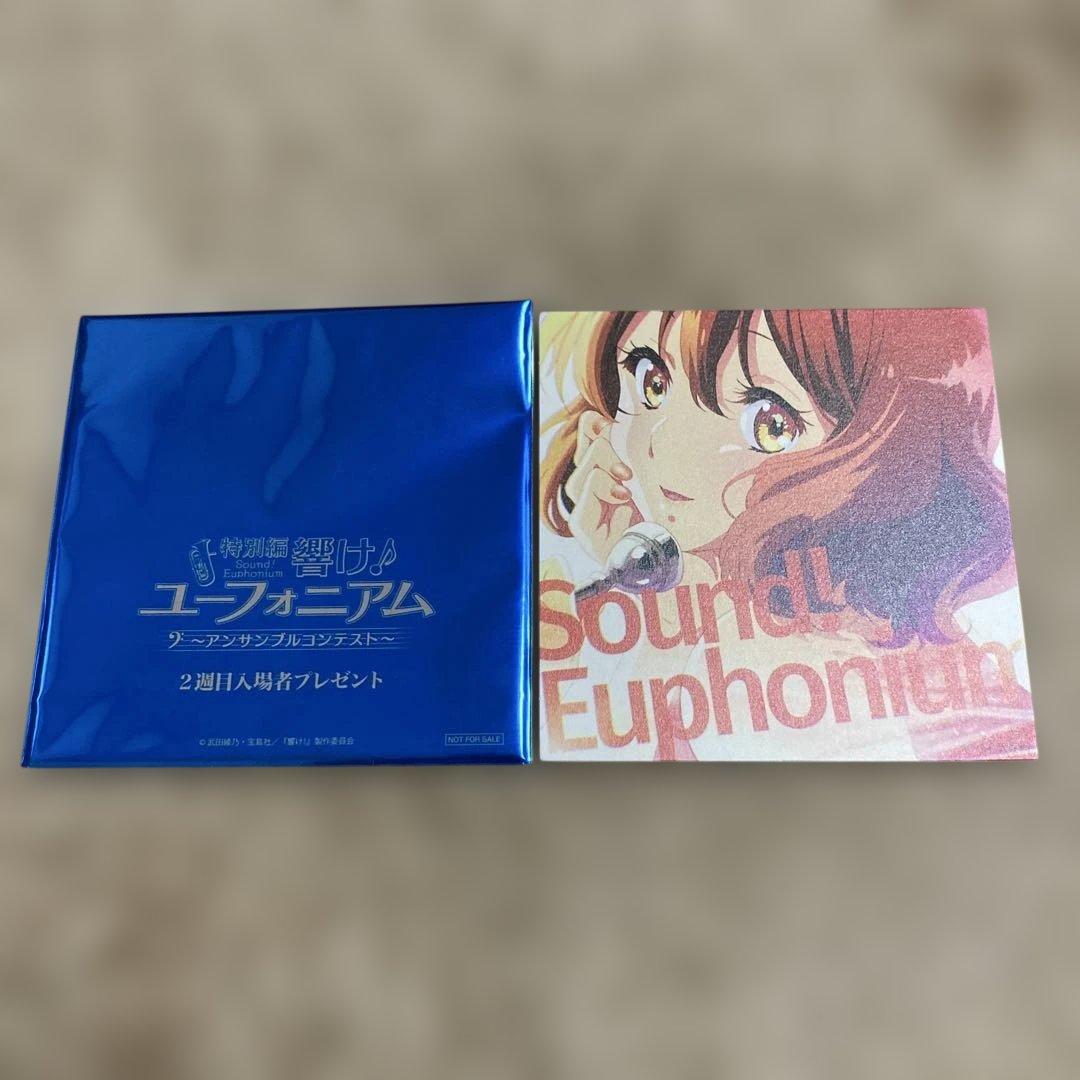 特別編 響け♪
Sound!
Euphonium
ユーフォニアム
〜アンサンブルコンテスト〜
2週目入場者プレゼント
© 武田綾乃・宝島社/『響け!』製作委員会
NOT FOR SALE
Sound!
Euphonium